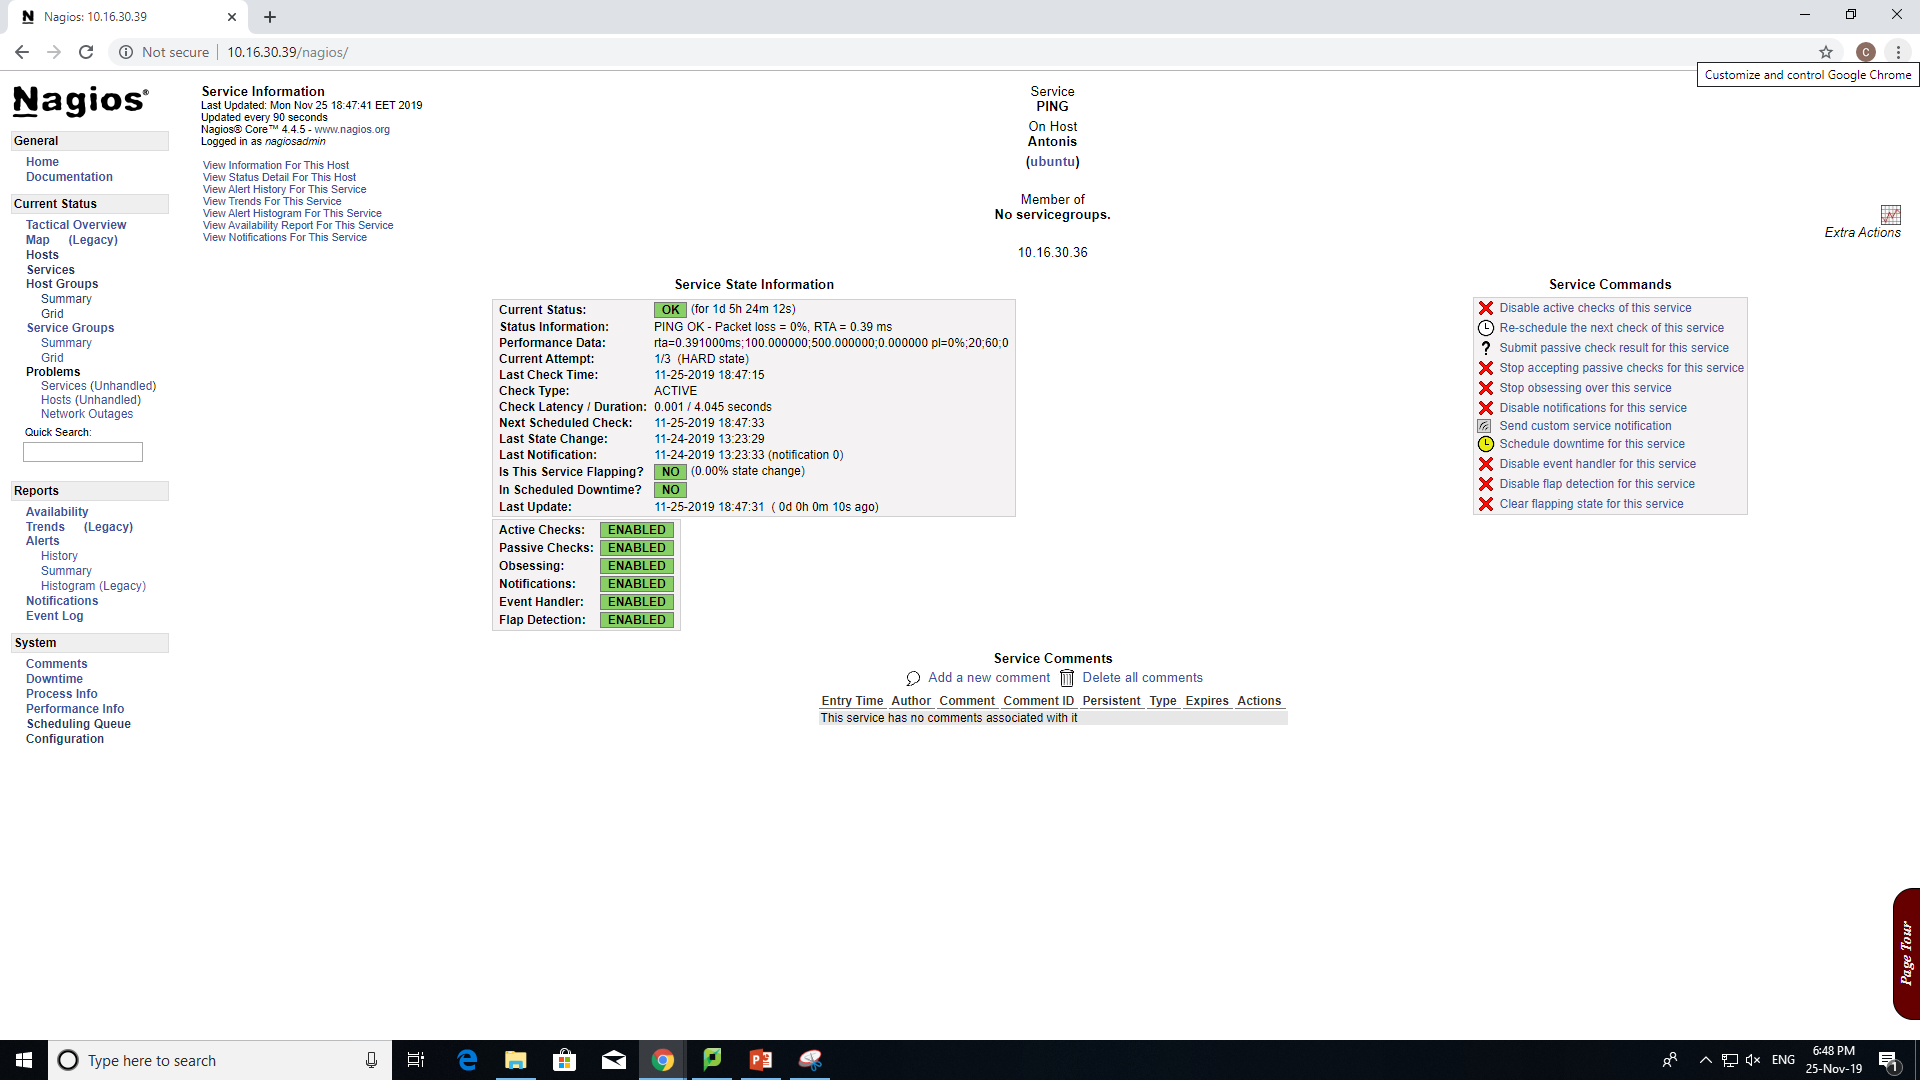 Nagios: 10.16.30.39
Not secure
10.16.30.39/nagios/
Customize and control Google Chrome
Nagios®
General
Home
Documentation
Current Status
Tactical Overview
Map (Legacy)
Hosts
Services
Host Groups
Summary
Grid
Service Groups
Summary
Grid
Problems
Services (Unhandled)
Hosts (Unhandled)
Network Outages
Quick Search:
Reports
Availability
Trends (Legacy)
Alerts
History
Summary
Histogram (Legacy)
Notifications
Event Log
System
Comments
Downtime
Process Info
Performance Info
Scheduling Queue
Configuration
Service Information
Last Updated: Mon Nov 25 18:47:41 EET 2019
Updated every 90 seconds
Nagios® Core™ 4.4.5 - www.nagios.org
Logged in as nagiosadmin
View Information For This Host
View Status Detail For This Host
View Alert History For This Service
View Trends For This Service
View Alert Histogram For This Service
View Availability Report For This Service
View Notifications For This Service
Service
PING
On Host
Antonis
(ubuntu)
Member of
No servicegroups.
10.16.30.36
Extra Actions
Service State Information
Current Status: OK (for 1d 5h 24m 12s)
Status Information: PING OK - Packet loss = 0%, RTA = 0.39 ms
Performance Data: rta=0.391000ms;100.000000;500.000000;0.000000 pl=0%;20;60;0
Current Attempt: 1/3 (HARD state)
Last Check Time: 11-25-2019 18:47:15
Check Type: ACTIVE
Check Latency / Duration: 0.001 / 4.045 seconds
Next Scheduled Check: 11-25-2019 18:47:33
Last State Change: 11-24-2019 13:23:29
Last Notification: 11-24-2019 13:23:33 (notification 0)
Is This Service Flapping? NO (0.00% state change)
In Scheduled Downtime? NO
Last Update: 11-25-2019 18:47:31 ( 0d 0h 0m 10s ago)
Active Checks: ENABLED
Passive Checks: ENABLED
Obsessing: ENABLED
Notifications: ENABLED
Event Handler: ENABLED
Flap Detection: ENABLED
Service Commands
Disable active checks of this service
Re-schedule the next check of this service
Submit passive check result for this service
Stop accepting passive checks for this service
Stop obsessing over this service
Disable notifications for this service
Send custom service notification
Schedule downtime for this service
Disable event handler for this service
Disable flap detection for this service
Clear flapping state for this service
Service Comments
Add a new comment Delete all comments
Entry Time Author Comment Comment ID Persistent Type Expires Actions
This service has no comments associated with it
Page Tour
Type here to search
ENG
6:48 PM
25-Nov-19
1